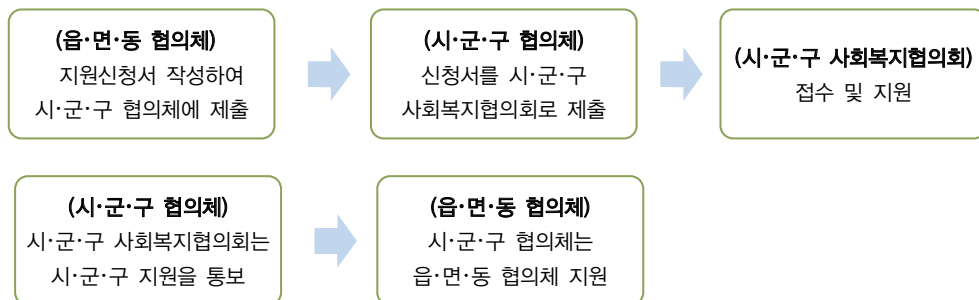 (읍·면·동 협의체)
지원신청서 작성하여
시·군·구 협의체에 제출
(시·군·구 협의체)
신청서를 시·군·구
사회복지협의회로 제출
(시·군·구 사회복지협의회)
접수 및 지원
(시·군·구 협의체)
시·군·구 사회복지협의회는
시·군·구 지원을 통보
(읍·면·동 협의체)
시·군·구 협의체는
읍·면·동 협의체 지원